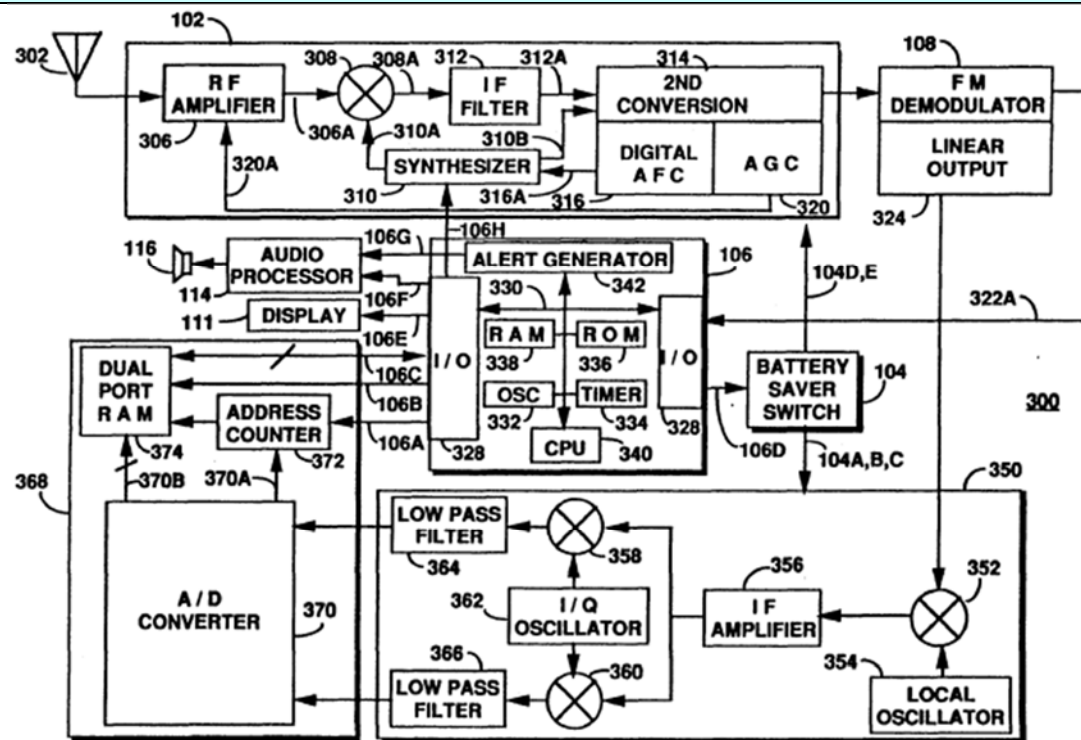 102
302
RF
AMPLIFIER
306
306A
308
308A
312
IF
FILTER
312A
314
2ND
CONVERSION
108
FM
DEMODULATOR
310A
310B
SYNTHESIZER
310
316A
DIGITAL
AFC
316
AGC
320
LINEAR
OUTPUT
324
320A
106H
116
AUDIO
PROCESSOR
114
106G
ALERT GENERATOR
342
106
106F
DISPLAY
111
106E
330
RAM
338
ROM
336
I/O
I/O
OSC
332
TIMER
334
CPU
340
328
328
104D,E
322A
BATTERY
SAVER
SWITCH
104
300
106D
104A,B,C
DUAL
PORT
RAM
374
106C
106B
ADDRESS
COUNTER
372
106A
368
370B
370A
A/D
CONVERTER
370
350
LOW PASS
FILTER
364
358
362
I/Q
OSCILLATOR
356
IF
AMPLIFIER
352
366
LOW PASS
FILTER
360
354
LOCAL
OSCILLATOR